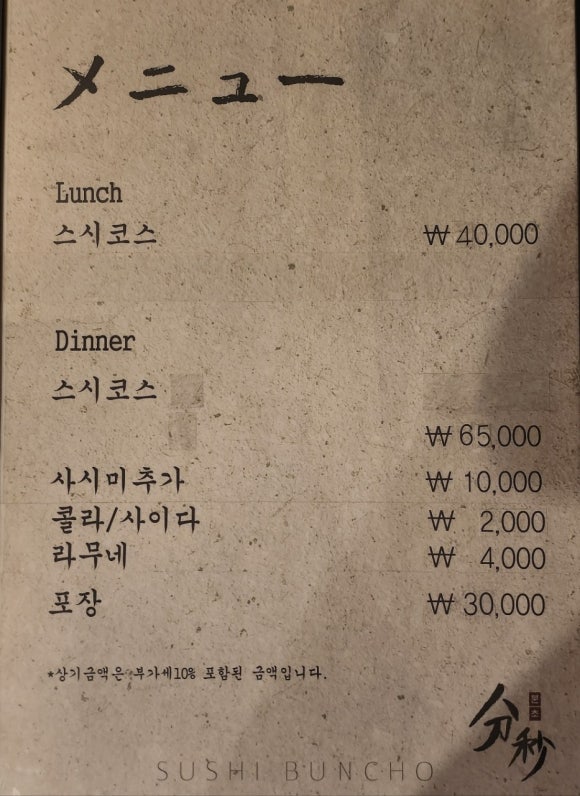 メニュー
Lunch
스시코스 ₩ 40,000
Dinner
스시코스
₩ 65,000
사시미추가 ₩ 10,000
콜라/사이다 ₩ 2,000
라무네 ₩ 4,000
포장 ₩ 30,000
*상기금액은 부가세10% 포함된 금액입니다.
分秒
분초
SUSHI BUNCHO